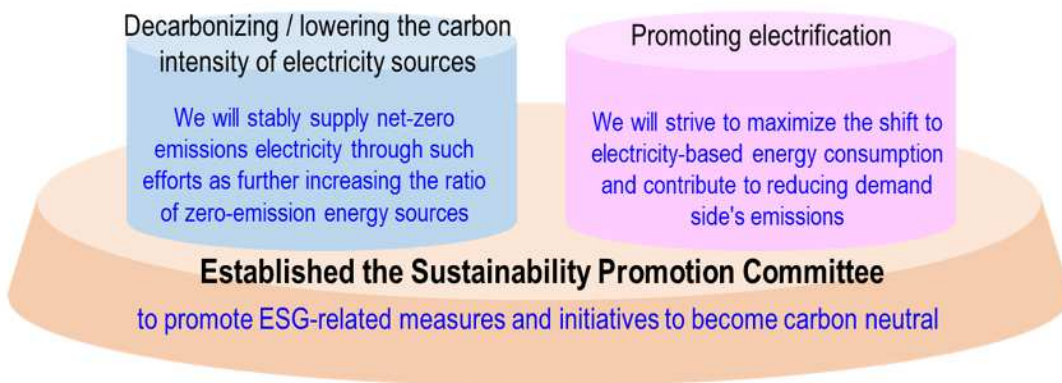 Decarbonizing / lowering the carbon
intensity of electricity sources
We will stably supply net-zero
emissions electricity through such
efforts as further increasing the ratio
of zero-emission energy sources
Promoting electrification
We will strive to maximize the shift to
electricity-based energy consumption
and contribute to reducing demand
side's emissions
Established the Sustainability Promotion Committee
to promote ESG-related measures and initiatives to become carbon neutral